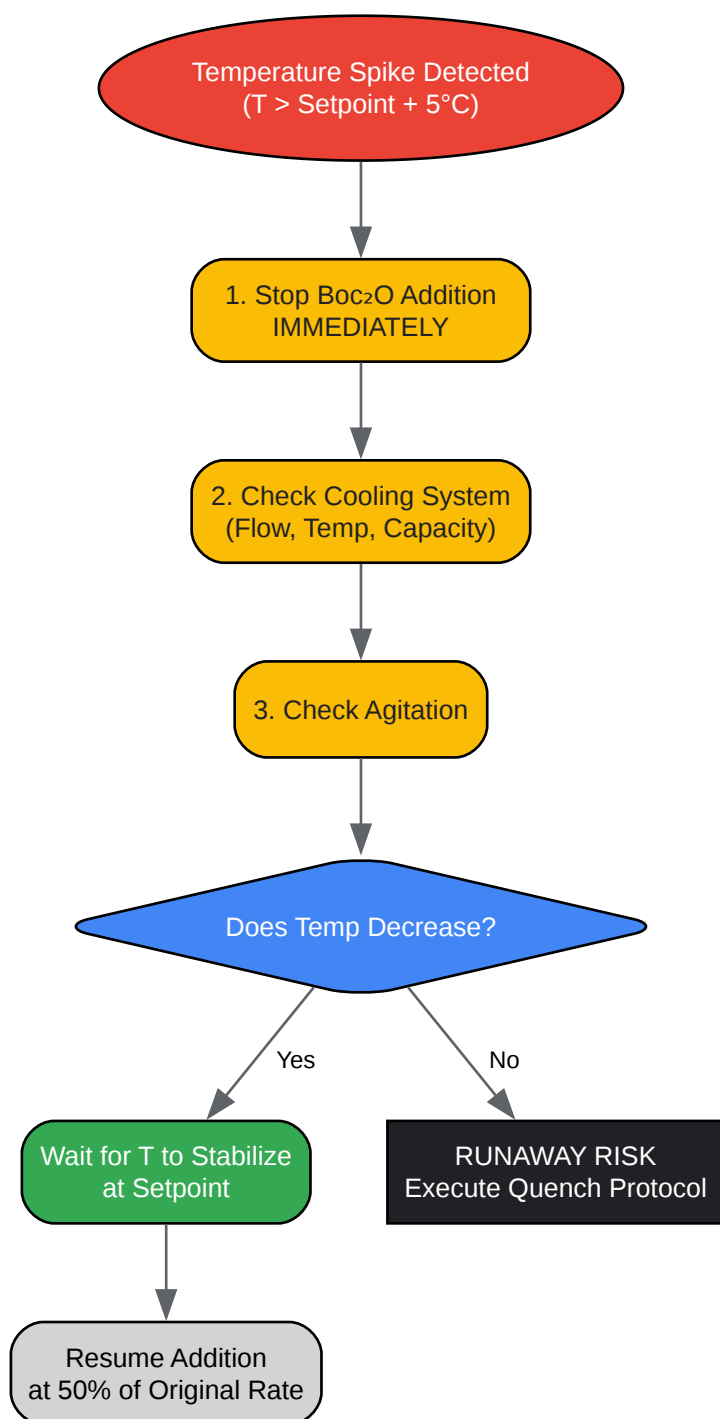 Temperature Spike Detected
(T > Setpoint + 5°C)
1. Stop Boc₂O Addition
IMMEDIATELY
2. Check Cooling System
(Flow, Temp, Capacity)
3. Check Agitation
Does Temp Decrease?
Yes
No
Wait for T to Stabilize
at Setpoint
RUNAWAY RISK
Execute Quench Protocol
Resume Addition
at 50% of Original Rate